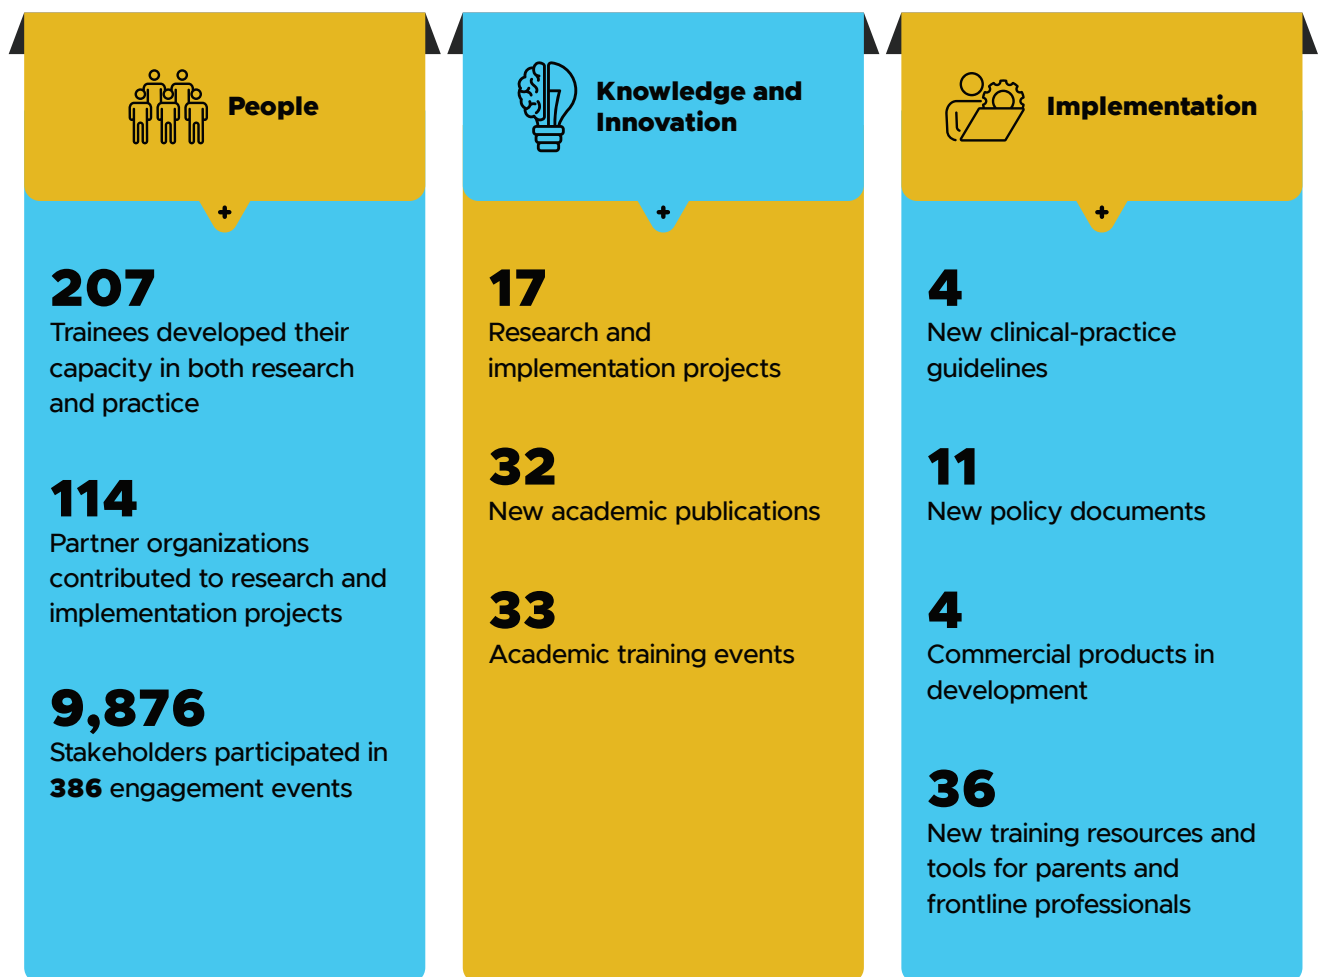 People
+
207
Trainees developed their
capacity in both research
and practice
114
Partner organizations
contributed to research and
implementation projects
9,876
Stakeholders participated in
386 engagement events
Knowledge and
Innovation
+
17
Research and
implementation projects
32
New academic publications
33
Academic training events
Implementation
+
4
New clinical-practice
guidelines
11
New policy documents
4
Commercial products in
development
36
New training resources and
tools for parents and
frontline professionals